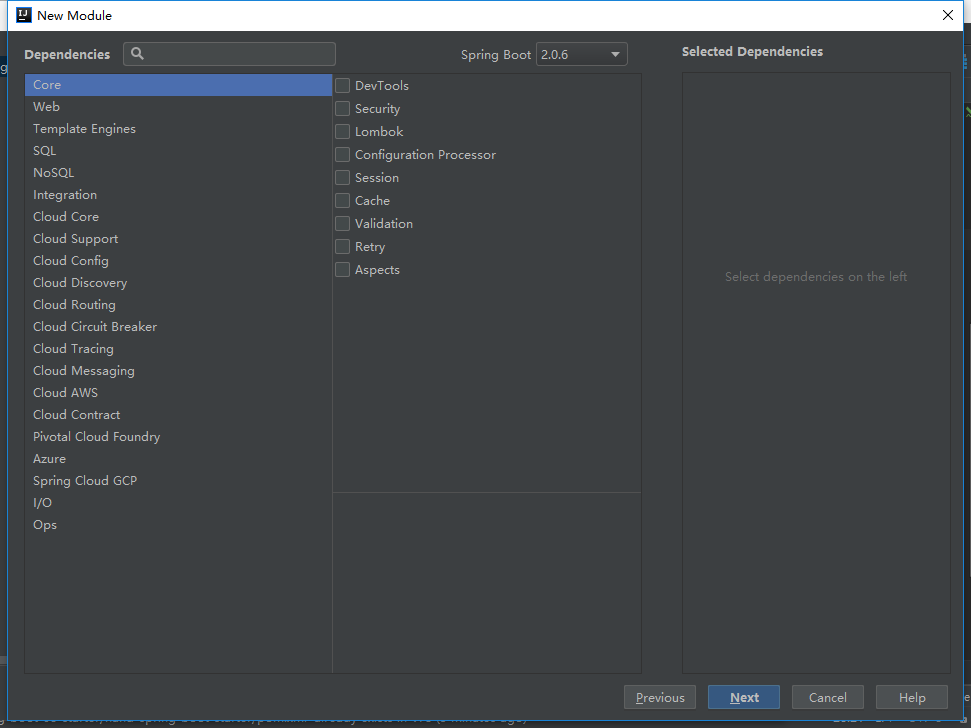 New Module
Dependencies
Spring Boot 2.0.6
Selected Dependencies
Core
Web
Template Engines
SQL
NoSQL
Integration
Cloud Core
Cloud Support
Cloud Config
Cloud Discovery
Cloud Routing
Cloud Circuit Breaker
Cloud Tracing
Cloud Messaging
Cloud AWS
Cloud Contract
Pivotal Cloud Foundry
Azure
Spring Cloud GCP
I/O
Ops
DevTools
Security
Lombok
Configuration Processor
Session
Cache
Validation
Retry
Aspects
Select dependencies on the left
Previous
Next
Cancel
Help